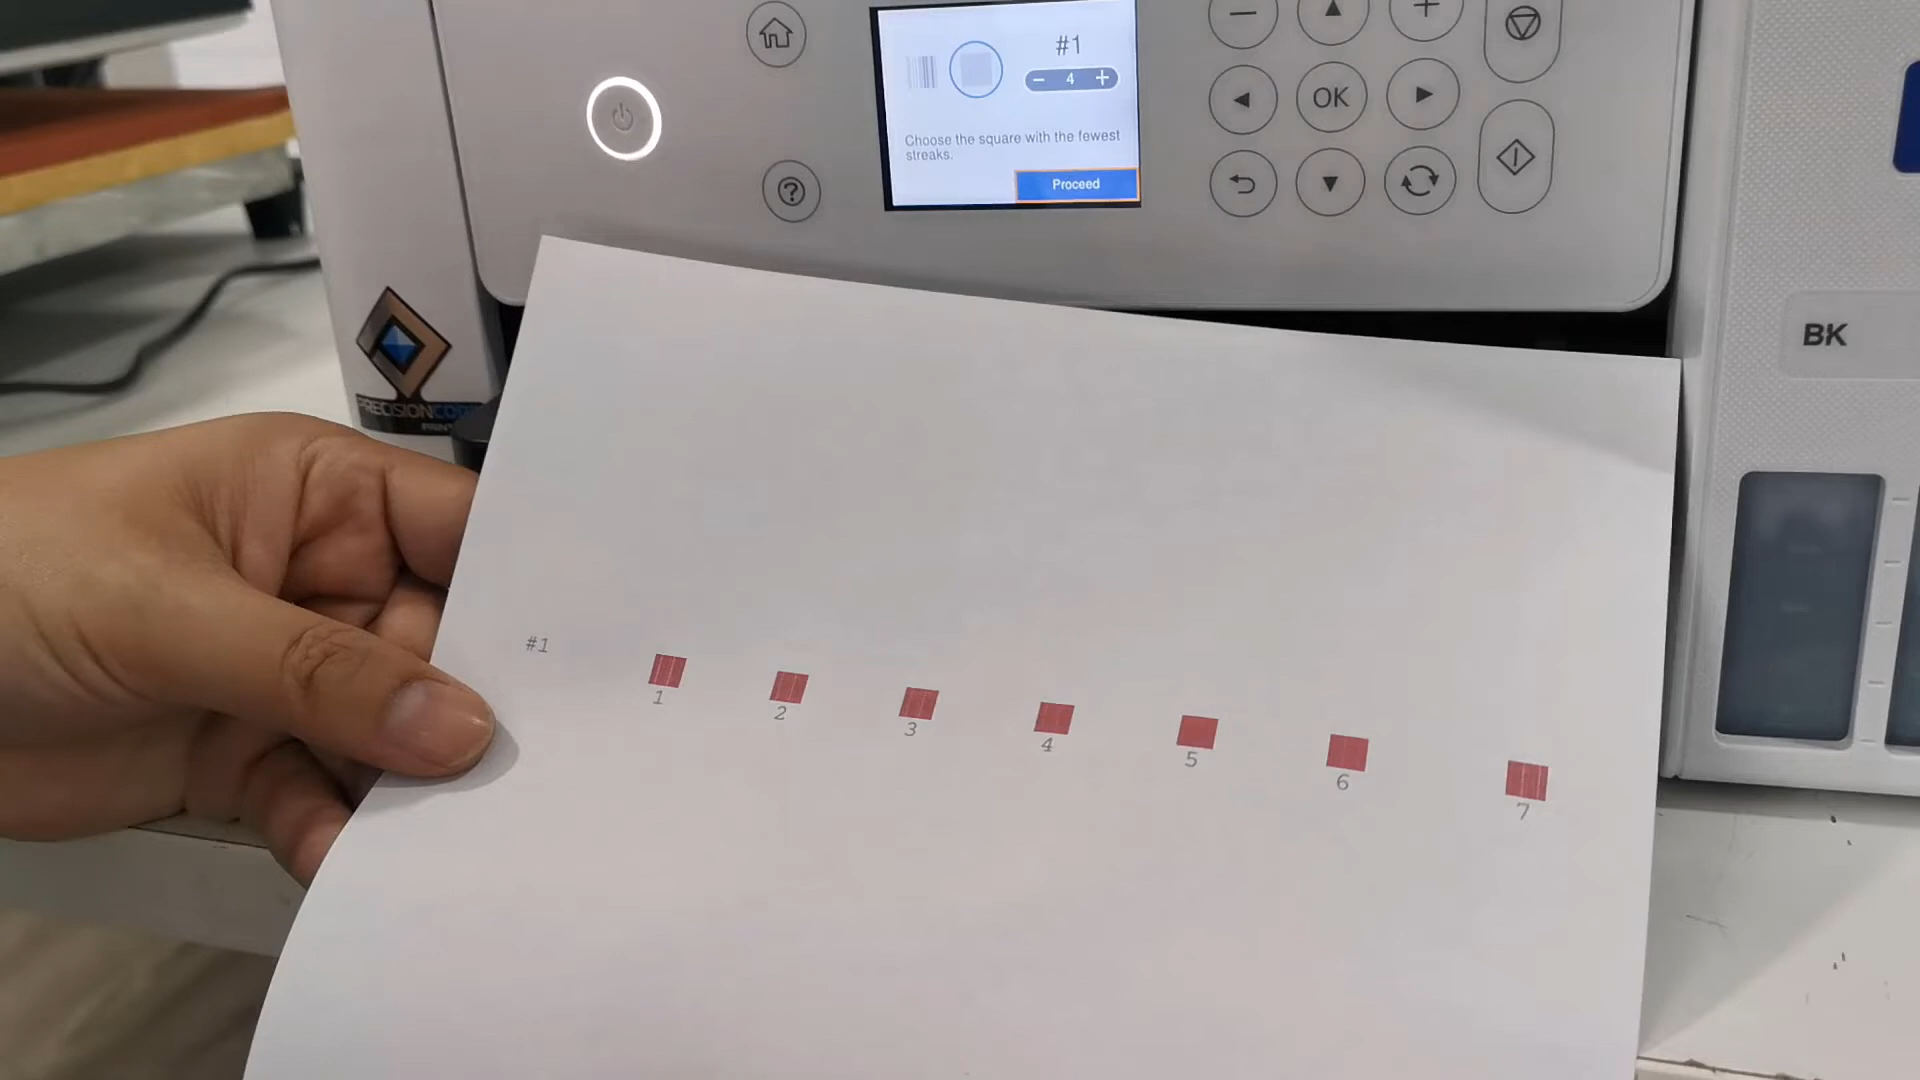 #1
- 4 +
Choose the square with the fewest
streaks.
Proceed
OK
BK
PRECISION
#1
1
2
3
4
5
6
7